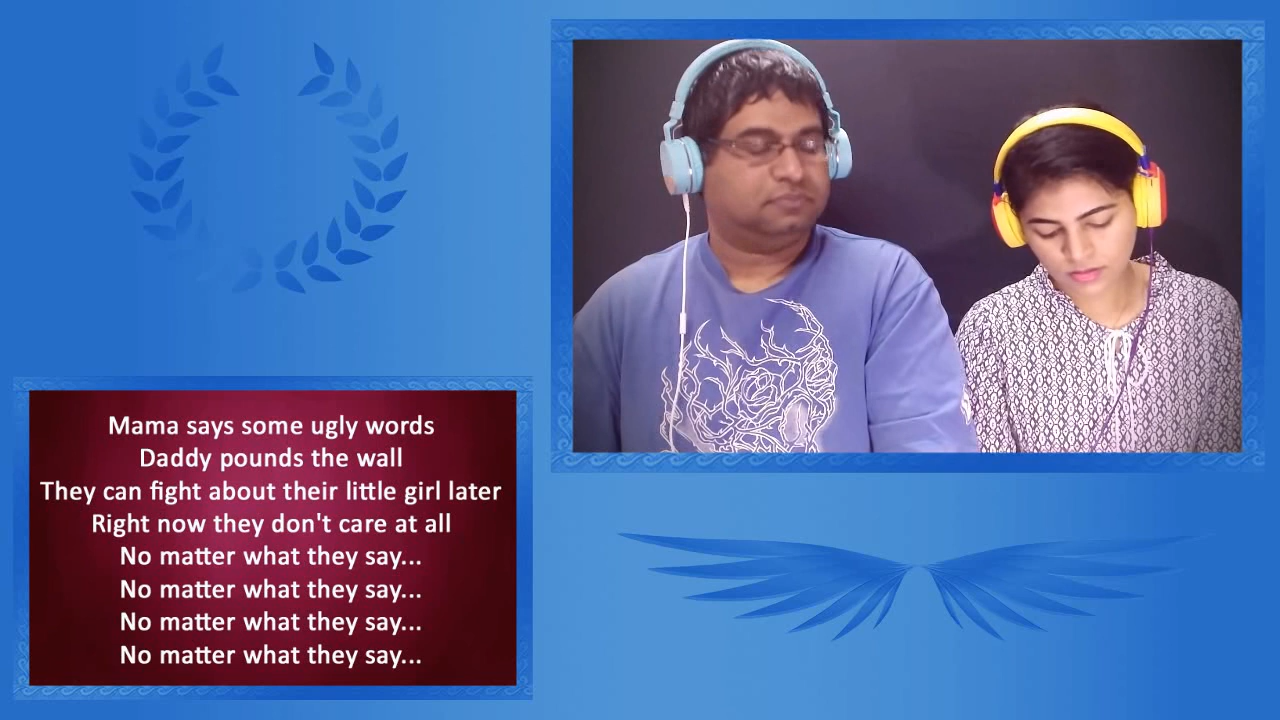 Mama says some ugly words
Daddy pounds the wall
They can fight about their little girl later
Right now they don't care at all
No matter what they say...
No matter what they say...
No matter what they say...
No matter what they say...